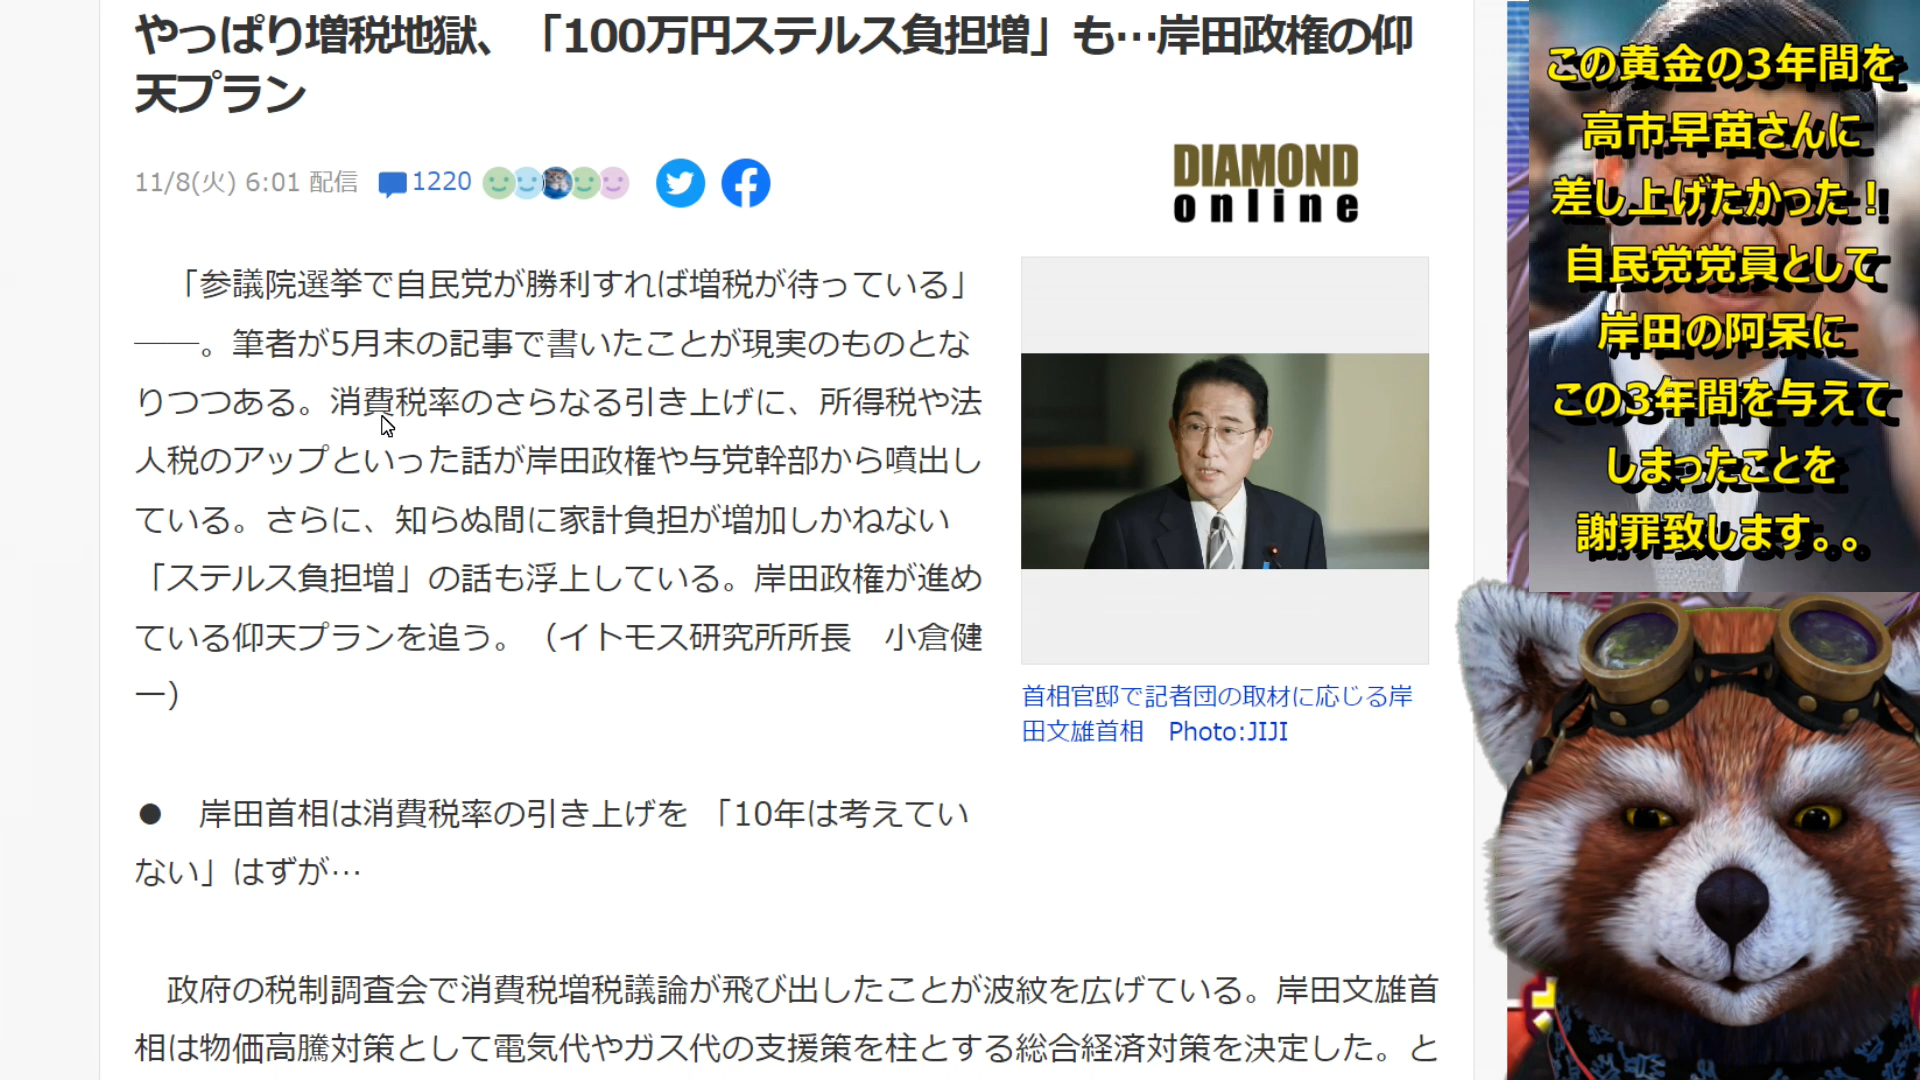 やっぱり増税地獄、「100万円ステルス負担増」も…岸田政権の仰
天プラン
11/8(火) 6:01 配信
1220
DIAMOND
online
「参議院選挙で自民党が勝利すれば増税が待っている」
──。筆者が5月末の記事で書いたことが現実のものとな
りつつある。消費税率のさらなる引き上げに、所得税や法
人税のアップといった話が岸田政権や与党幹部から噴出し
ている。さらに、知らぬ間に家計負担が増加しかねない
「ステルス負担増」の話も浮上している。岸田政権が進め
ている仰天プランを追う。（イトモス研究所所長　小倉健
一）
首相官邸で記者団の取材に応じる岸
田文雄首相　Photo:JIJI
●　岸田首相は消費税率の引き上げを 「10年は考えてい
ない」はずが…
政府の税制調査会で消費税増税議論が飛び出したことが波紋を広げている。岸田文雄首
相は物価高騰対策として電気代やガス代の支援策を柱とする総合経済対策を決定した。と
この黄金の3年間を
高市早苗さんに
差し上げたかった！
自民党党員として
岸田の阿呆に
この3年間を与えて
しまったことを
謝罪致します。。